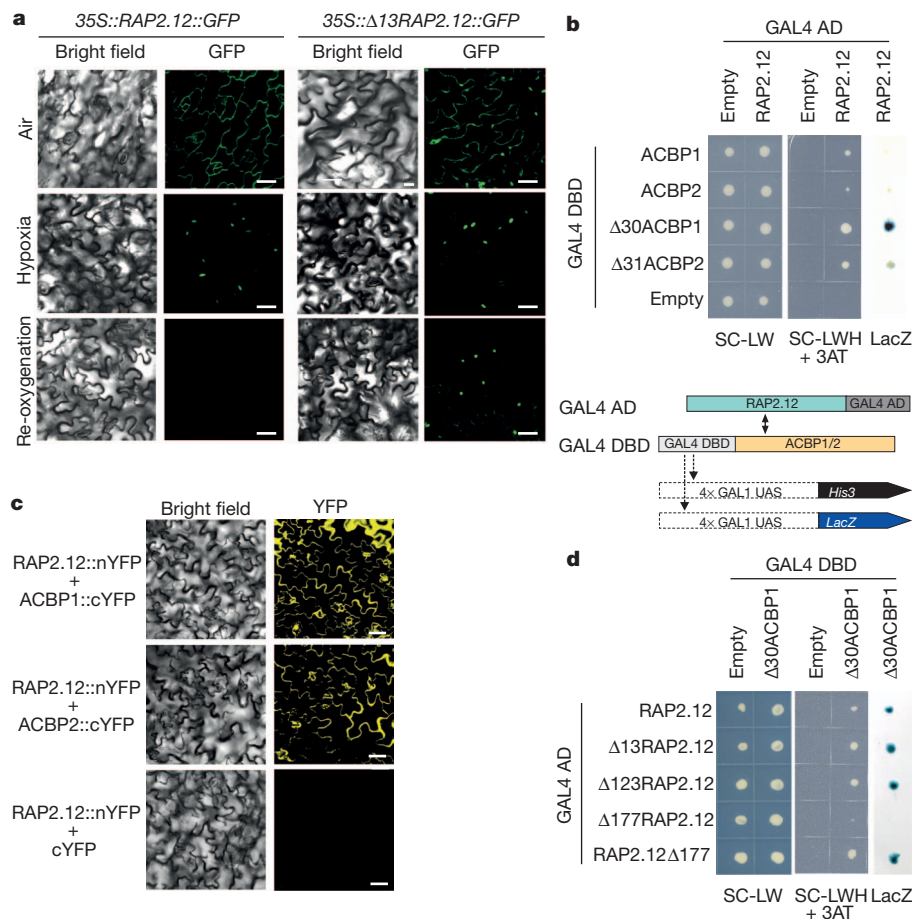 a
35S::RAP2.12::GFP
35S::Δ13RAP2.12::GFP
Bright field
GFP
Bright field
GFP
Air
Hypoxia
Re-oxygenation
b
GAL4 AD
Empty
RAP2.12
Empty
RAP2.12
RAP2.12
GAL4 DBD
ACBP1
ACBP2
Δ30ACBP1
Δ31ACBP2
Empty
SC-LW
SC-LWH
+ 3AT
LacZ
GAL4 AD
RAP2.12
GAL4 AD
GAL4 DBD
GAL4 DBD
ACBP1/2
4× GAL1 UAS
His3
4× GAL1 UAS
LacZ
c
Bright field
YFP
RAP2.12::nYFP
+
ACBP1::cYFP
RAP2.12::nYFP
+
ACBP2::cYFP
RAP2.12::nYFP
+
cYFP
d
GAL4 DBD
Empty
Δ30ACBP1
Empty
Δ30ACBP1
Δ30ACBP1
GAL4 AD
RAP2.12
Δ13RAP2.12
Δ123RAP2.12
Δ177RAP2.12
RAP2.12Δ177
SC-LW
SC-LWH
+ 3AT
LacZ